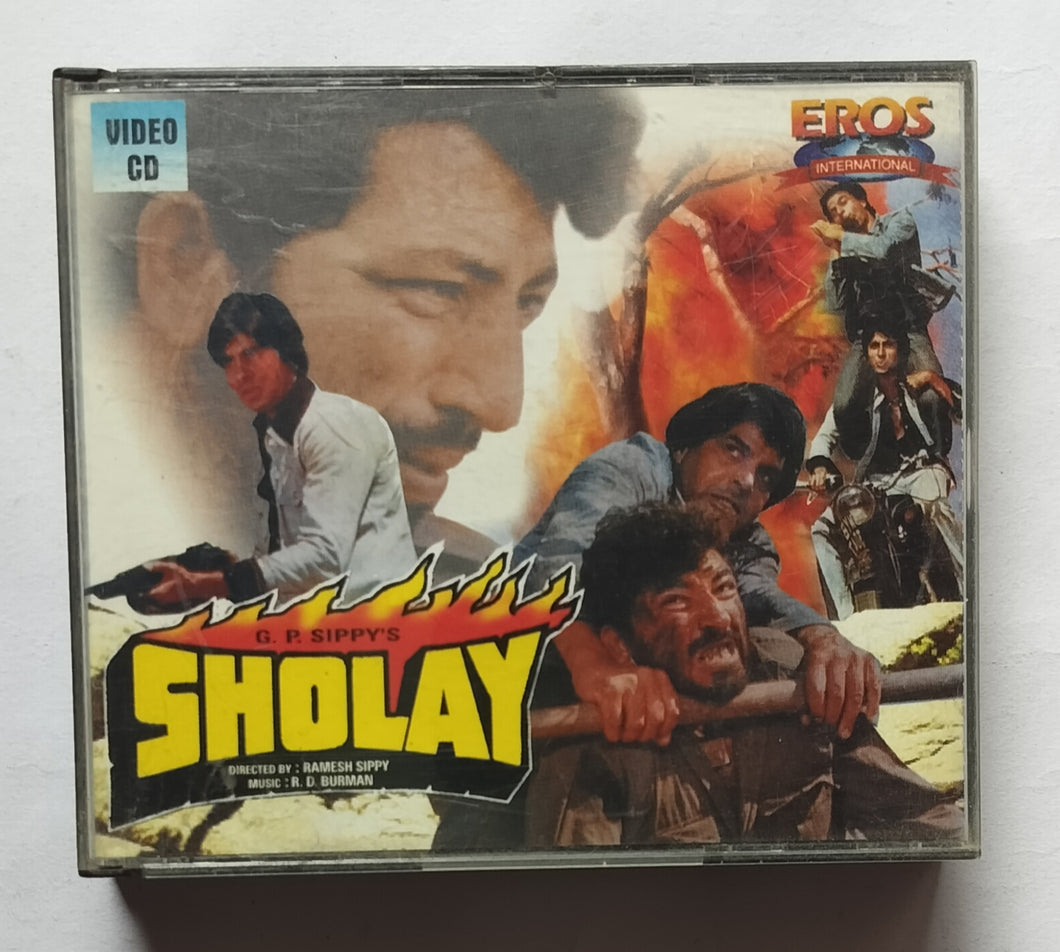 VIDEO
CD
EROS
INTERNATIONAL
G. P. SIPPY'S
SHOLAY
DIRECTED BY : RAMESH SIPPY
MUSIC : R. D. BURMAN